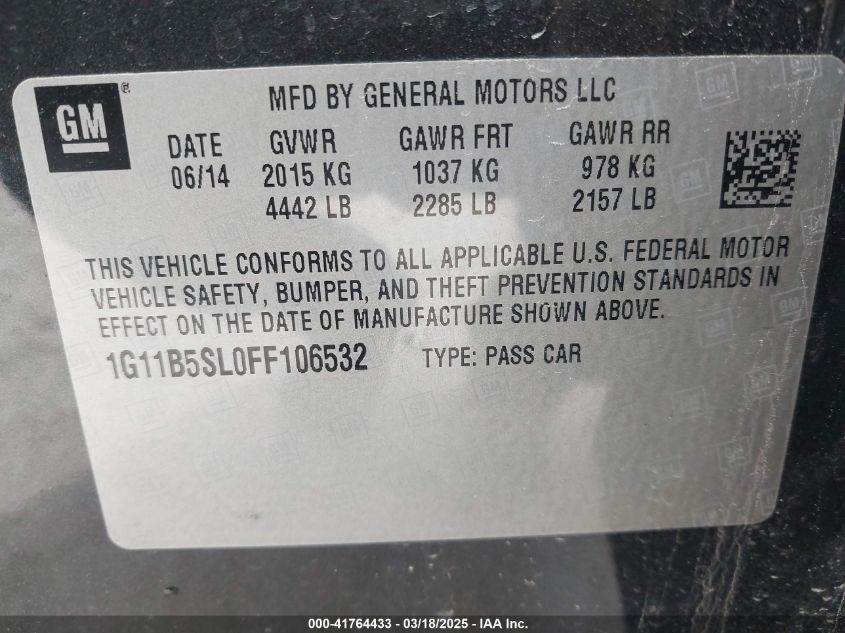 GM®
MFD BY GENERAL MOTORS LLC
DATE GVWR GAWR FRT GAWR RR
06/14 2015 KG 1037 KG 978 KG
4442 LB 2285 LB 2157 LB
THIS VEHICLE CONFORMS TO ALL APPLICABLE U.S. FEDERAL MOTOR
VEHICLE SAFETY, BUMPER, AND THEFT PREVENTION STANDARDS IN
EFFECT ON THE DATE OF MANUFACTURE SHOWN ABOVE.
1G11B5SL0FF106532 TYPE: PASS CAR
000-41764433 - 03/18/2025 - IAA Inc.